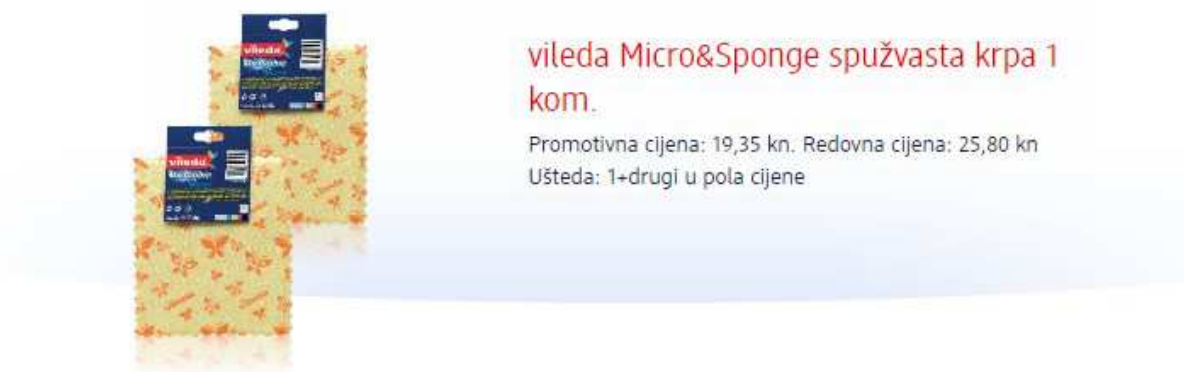 vileda
vileda
vileda Micro&Sponge spužvasta krpa 1
kom.
Promotivna cijena: 19,35 kn. Redovna cijena: 25,80 kn
Ušteda: 1+drugi u pola cijene